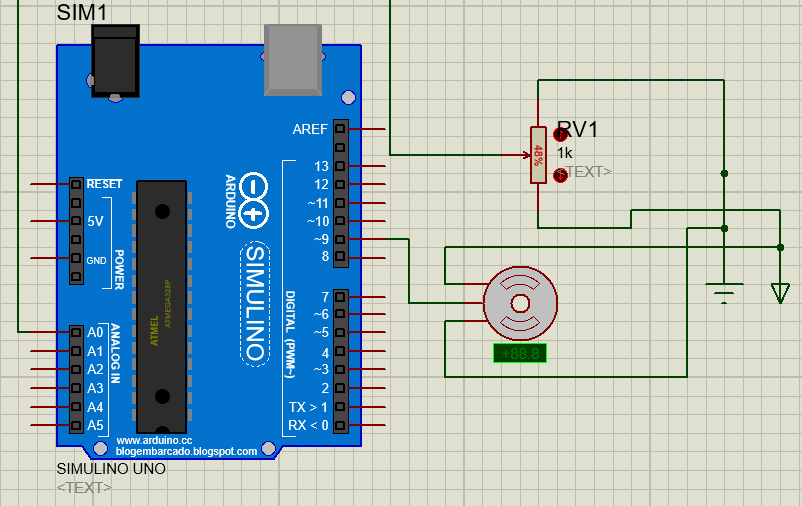 SIM1
AREF
13
12
~11
~10
~9
8
RESET
5V
GND
POWER
ARDUINO
SIMULINO
ATMEL
ATMEGA328P
DIGITAL (PWM~)
7
~6
~5
4
~3
2
TX > 1
RX < 0
A0
A1
A2
A3
A4
A5
ANALOG IN
www.arduino.cc
blogembarcado.blogspot.com
SIMULINO UNO
<TEXT>
RV1
48%
1k
<TEXT>
+88.8